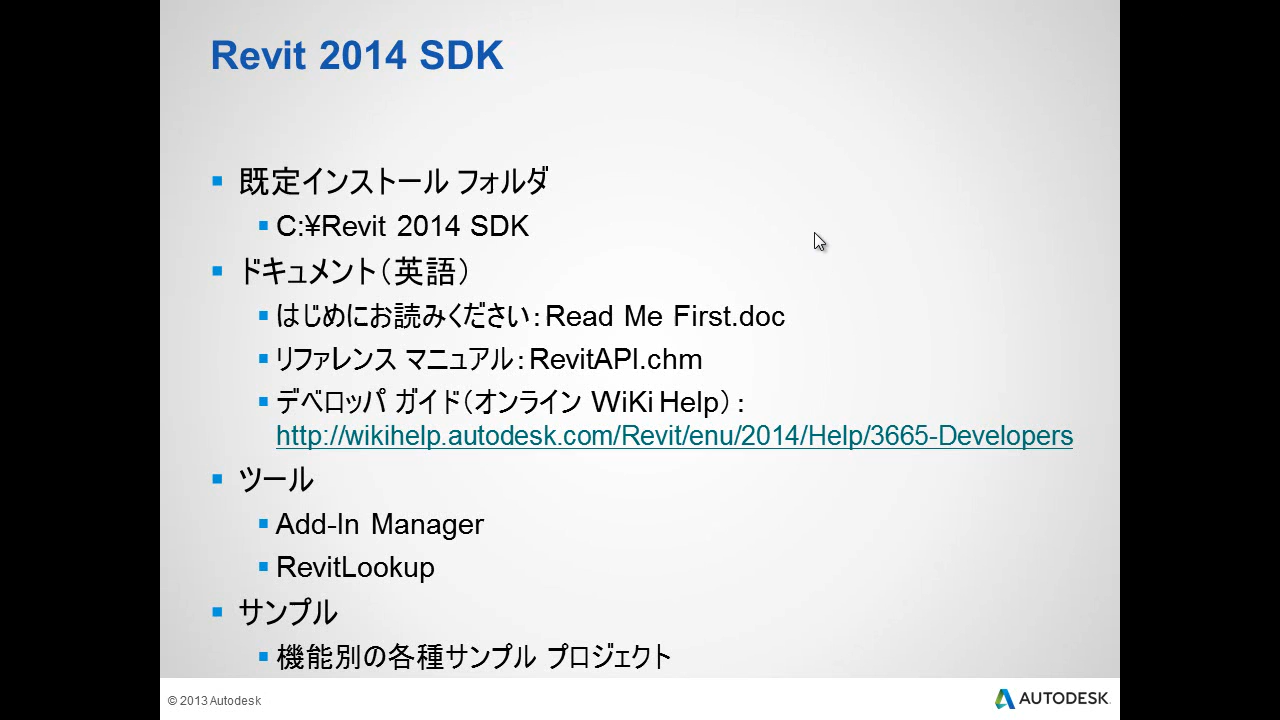 Revit 2014 SDK
既定インストール フォルダ
C:¥Revit 2014 SDK
ドキュメント（英語）
はじめにお読みください：Read Me First.doc
リファレンス マニュアル：RevitAPI.chm
デベロッパ ガイド（オンライン WiKi Help）：
http://wikihelp.autodesk.com/Revit/enu/2014/Help/3665-Developers
ツール
Add-In Manager
RevitLookup
サンプル
機能別の各種サンプル プロジェクト
© 2013 Autodesk
AUTODESK